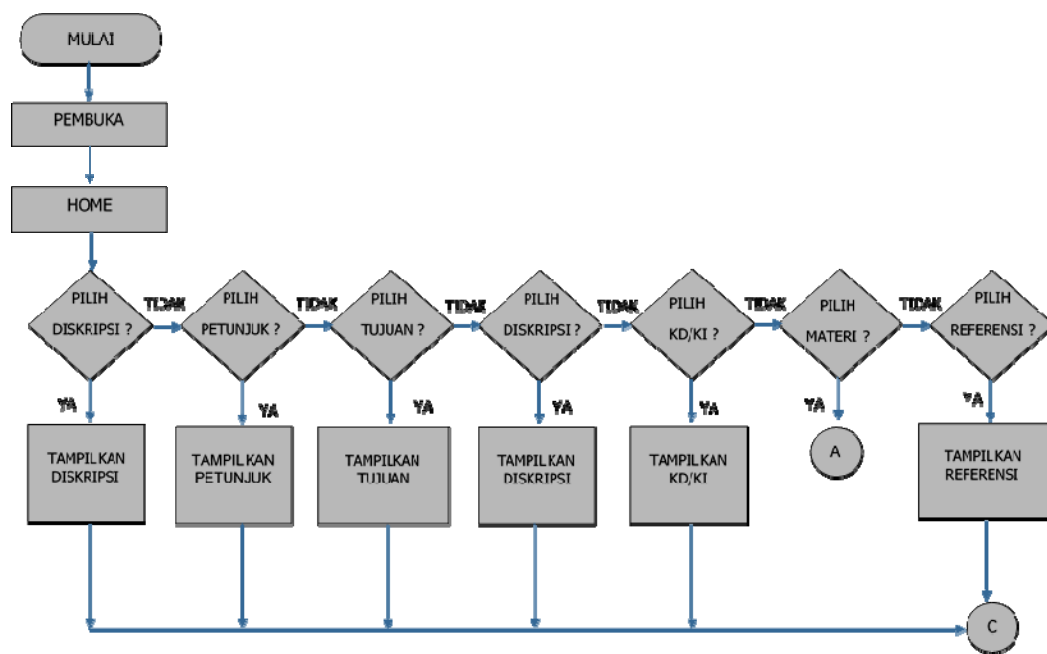 MULAI
PEMBUKA
HOME
PILIH
DISKRIPSI ?
TIDAK
PILIH
PETUNJUK ?
TIDAK
PILIH
TUJUAN ?
TIDAK
PILIH
DISKRIPSI ?
TIDAK
PILIH
KD/KI ?
TIDAK
PILIH
MATERI ?
TIDAK
PILIH
REFERENSI ?
YA
YA
YA
YA
YA
YA
YA
TAMPILKAN
DISKRIPSI
TAMPILKAN
PETUNJUK
TAMPILKAN
TUJUAN
TAMPILKAN
DISKRIPSI
TAMPILKAN
KD/KI
A
TAMPILKAN
REFERENSI
C